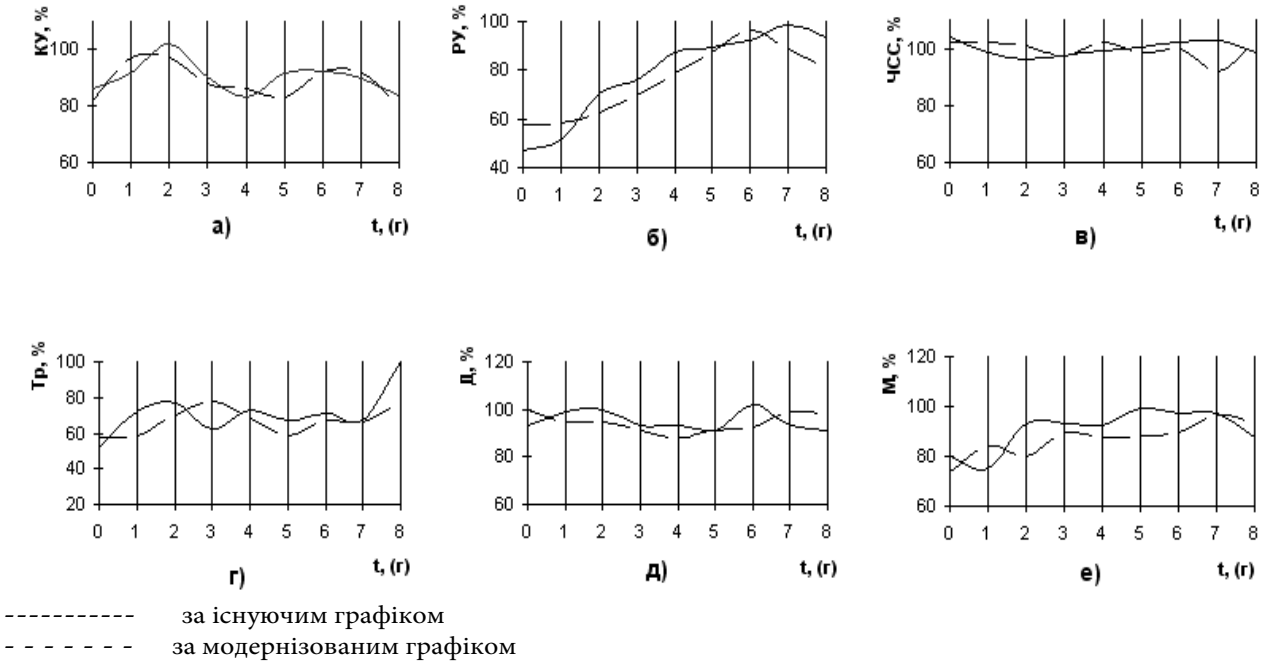 КУ, %
100
80
60
0 1 2 3 4 5 6 7 8
а)
t, (г)
РУ, %
100
80
60
40
0 1 2 3 4 5 6 7 8
б)
t, (г)
ЧСС, %
100
80
60
0 1 2 3 4 5 6 7 8
в)
t, (г)
Тр, %
100
80
60
40
20
0 1 2 3 4 5 6 7 8
г)
t, (г)
Д, %
120
100
80
60
0 1 2 3 4 5 6 7 8
д)
t, (г)
М, %
120
100
80
60
0 1 2 3 4 5 6 7 8
е)
t, (г)
----------- за існуючим графіком
- - - - - - - за модернізованим графіком